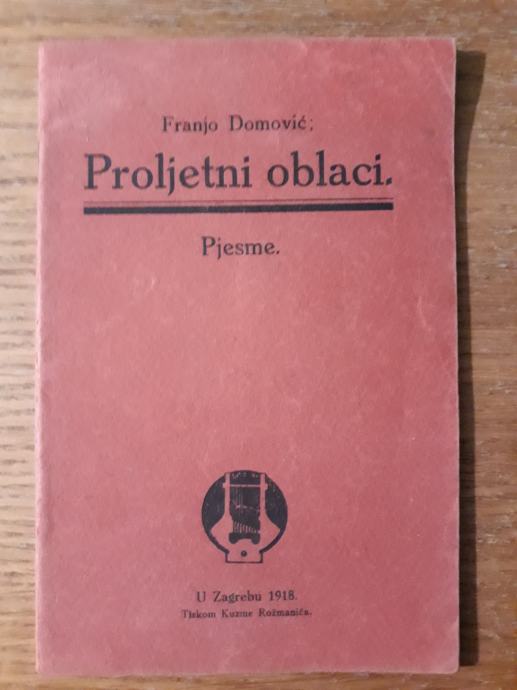 Franjo Domović;
Proljetni oblaci.
Pjesme.
U Zagrebu 1918.
Tiskom Kuzme Rožmanića.